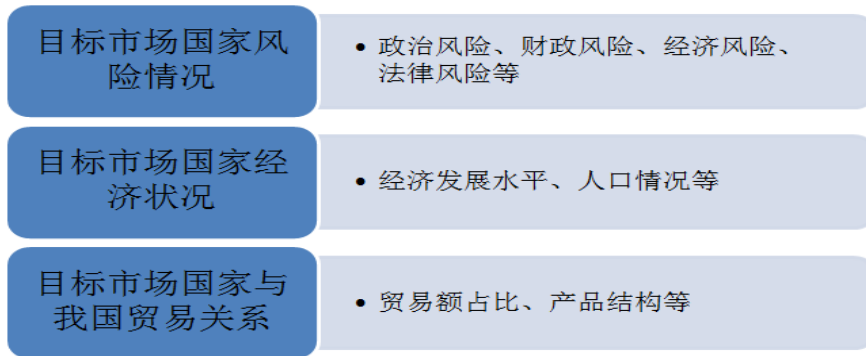 目标市场国家风
险情况
• 政治风险、财政风险、经济风险、
法律风险等
目标市场国家经
济状况
• 经济发展水平、人口情况等
目标市场国家与
我国贸易关系
• 贸易额占比、产品结构等